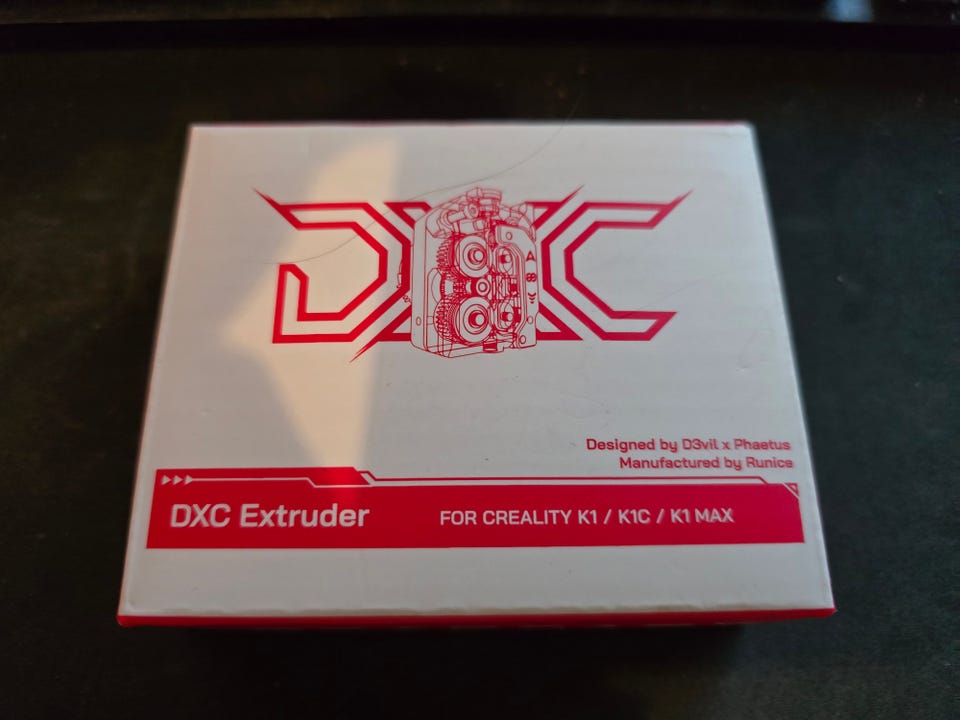 DXC
Designed by D3vil x Phaetus
Manufactured by Runice
DXC Extruder
FOR CREALITY K1 / K1C / K1 MAX